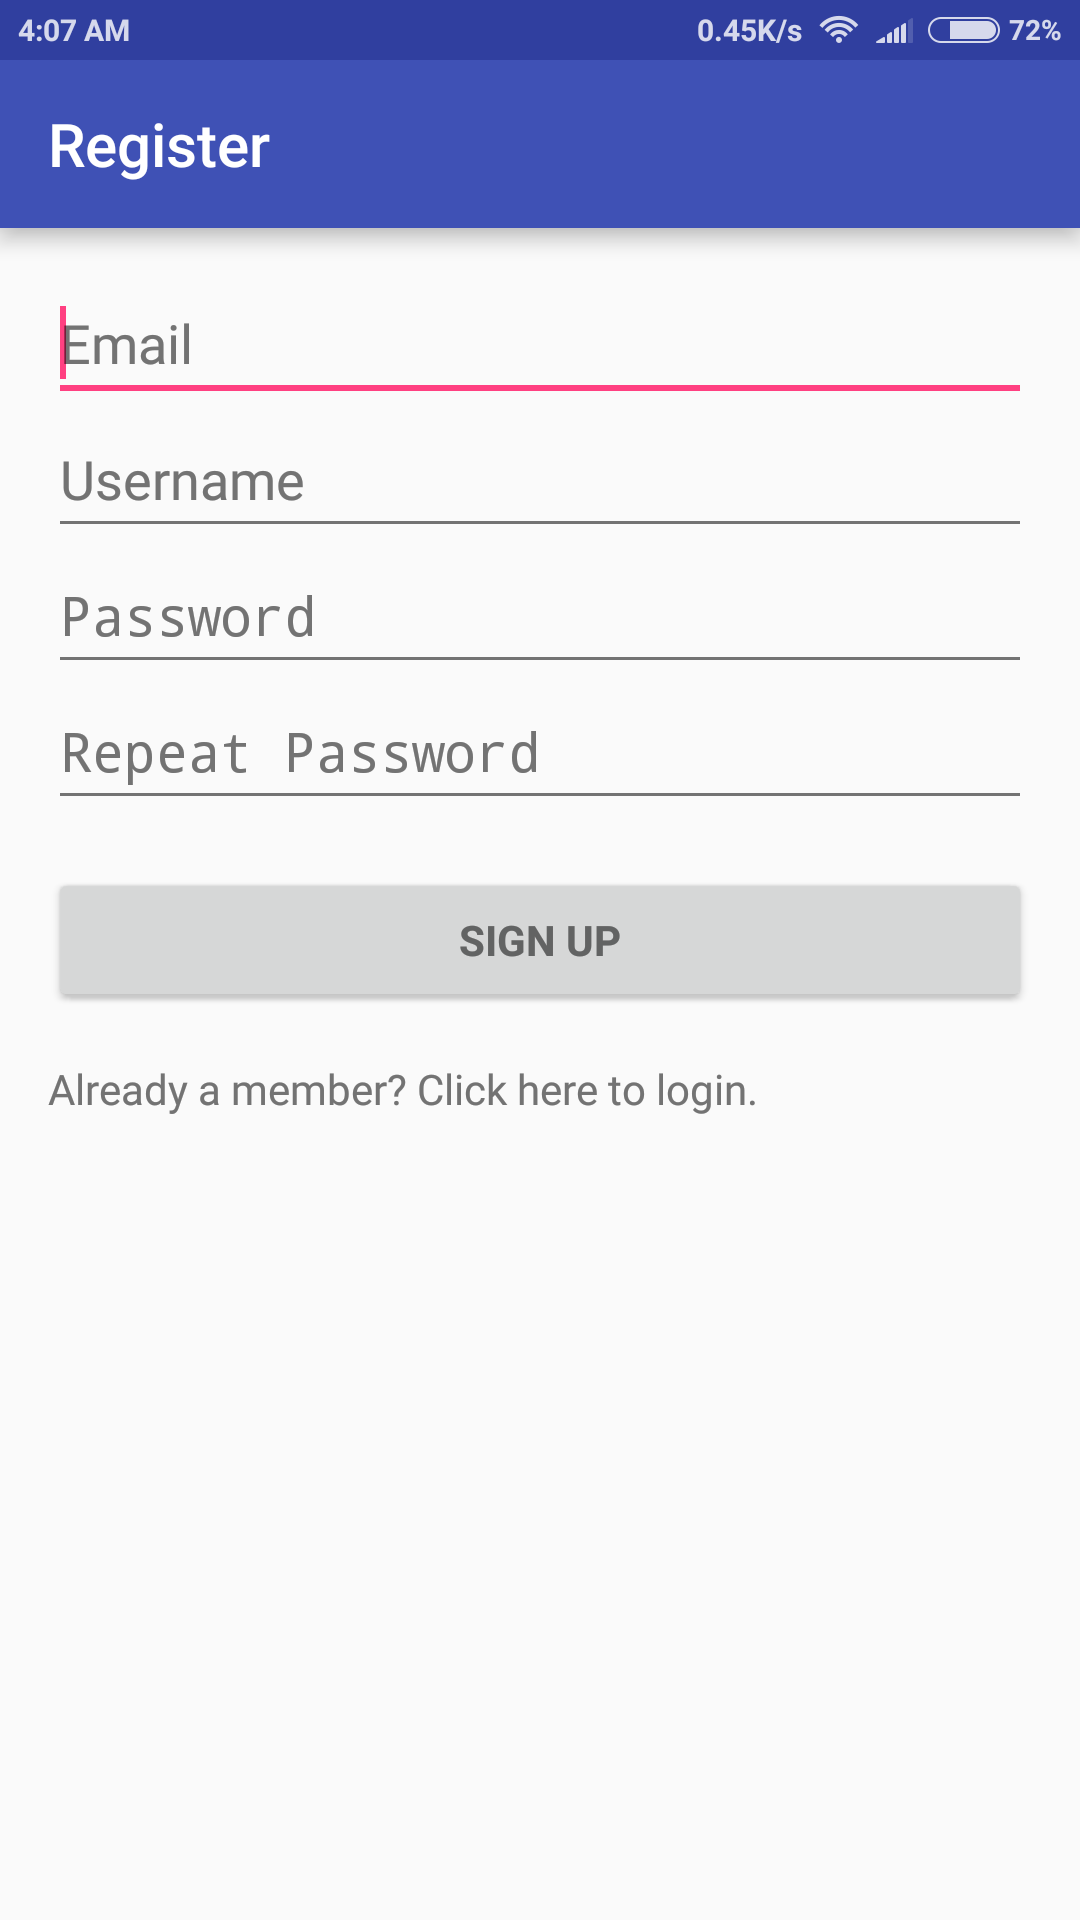 4:07 AM 0.45K/s 72%
Register
Email
Username
Password
Repeat Password
SIGN UP
Already a member? Click here to login.